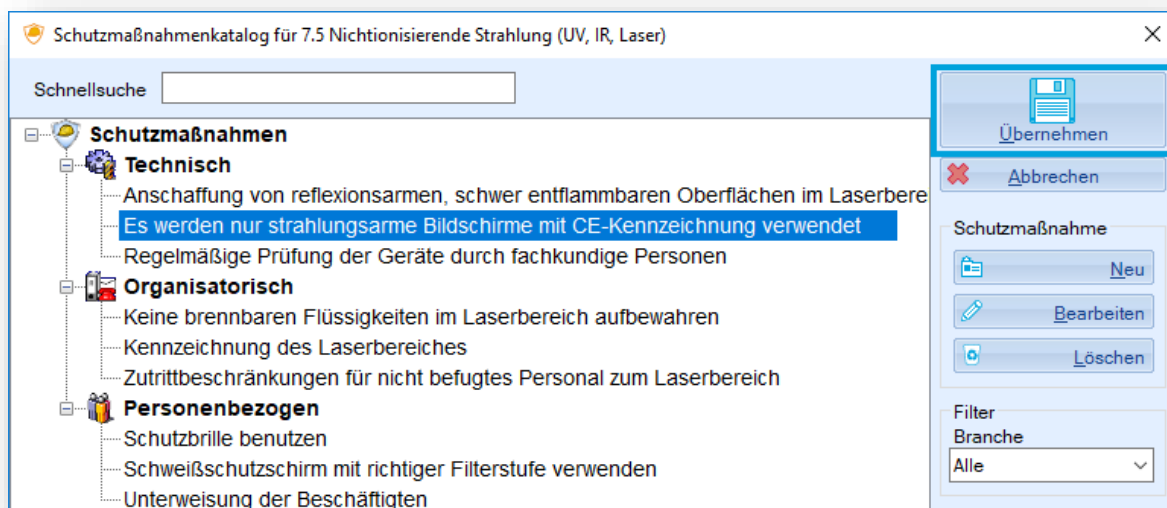 Schutzmaßnahmenkatalog für 7.5 Nichtionisierende Strahlung (UV, IR, Laser)
Schnellsuche
Übernehmen
Abbrechen
Schutzmaßnahmen
Technisch
Anschaffung von reflexionsarmen, schwer entflammbaren Oberflächen im Laserbere
Es werden nur strahlungsarme Bildschirme mit CE-Kennzeichnung verwendet
Regelmäßige Prüfung der Geräte durch fachkundige Personen
Organisatorisch
Keine brennbaren Flüssigkeiten im Laserbereich aufbewahren
Kennzeichnung des Laserbereiches
Zutrittbeschränkungen für nicht befugtes Personal zum Laserbereich
Personenbezogen
Schutzbrille benutzen
Schweißschutzschirm mit richtiger Filterstufe verwenden
Unterweisung der Beschäftigten
Schutzmaßnahme
Neu
Bearbeiten
Löschen
Filter
Branche
Alle